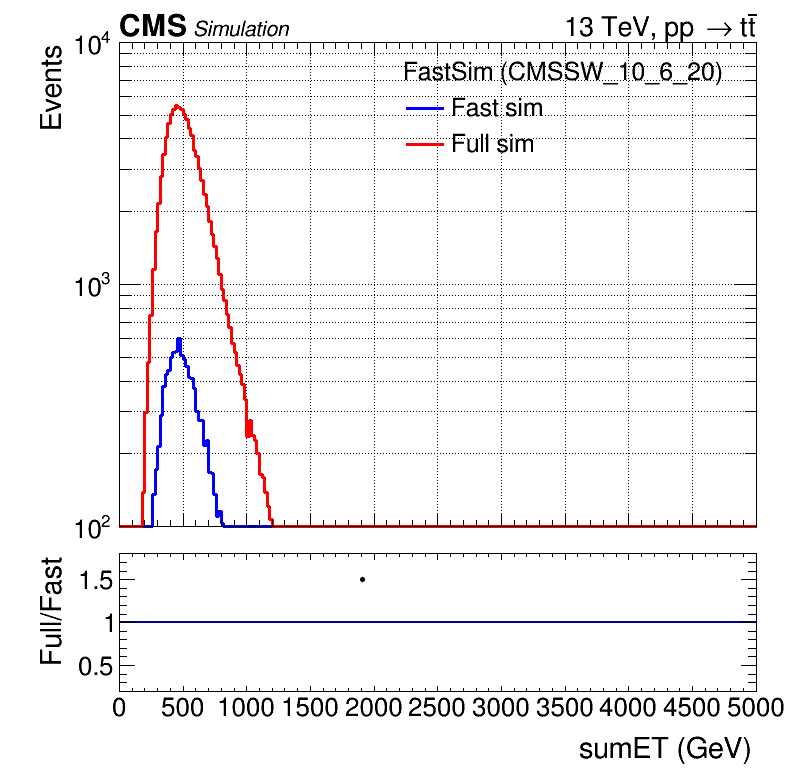 CMS Simulation 13 TeV, pp → tt̄
Events
10⁴
10³
10²
FastSim (CMSSW_10_6_20)
Fast sim
Full sim
Full/Fast
1.5
1
0.5
0 500 1000 1500 2000 2500 3000 3500 4000 4500 5000
sumET (GeV)